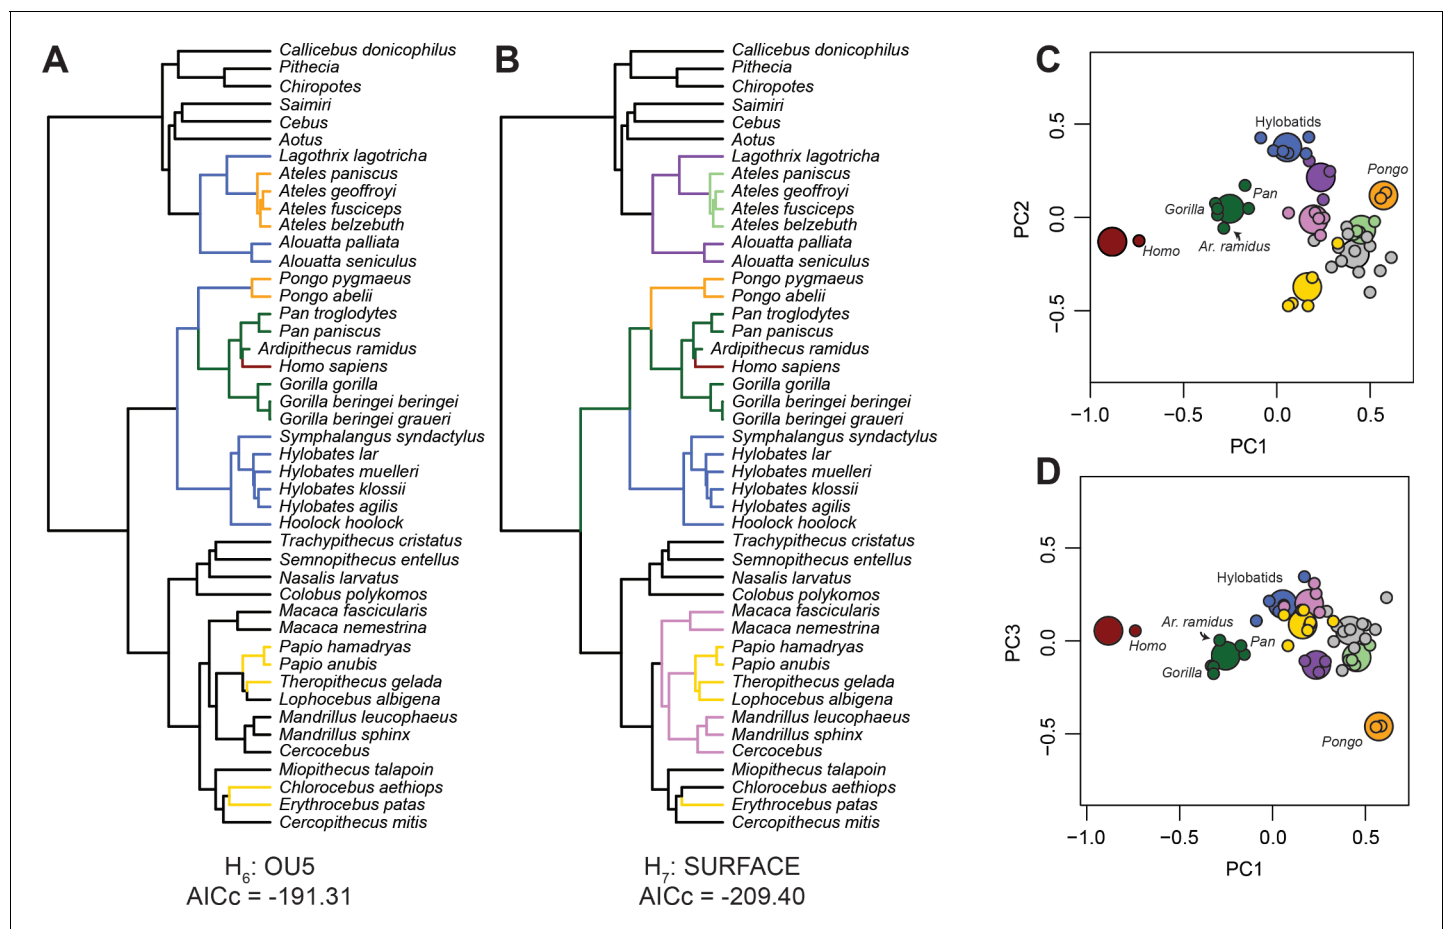 A
Callicebus donicophilus
Pithecia
Chiropotes
Saimiri
Cebus
Aotus
Lagothrix lagotricha
Ateles paniscus
Ateles geoffroyi
Ateles fusciceps
Ateles belzebuth
Alouatta palliata
Alouatta seniculus
Pongo pygmaeus
Pongo abelii
Pan troglodytes
Pan paniscus
Ardipithecus ramidus
Homo sapiens
Gorilla gorilla
Gorilla beringei beringei
Gorilla beringei graueri
Symphalangus syndactylus
Hylobates lar
Hylobates muelleri
Hylobates klossii
Hylobates agilis
Hoolock hoolock
Trachypithecus cristatus
Semnopithecus entellus
Nasalis larvatus
Colobus polykomos
Macaca fascicularis
Macaca nemestrina
Papio hamadryas
Papio anubis
Theropithecus gelada
Lophocebus albigena
Mandrillus leucophaeus
Mandrillus sphinx
Cercocebus
Miopithecus talapoin
Chlorocebus aethiops
Erythrocebus patas
Cercopithecus mitis
H6: OU5
AICc = -191.31
B
Callicebus donicophilus
Pithecia
Chiropotes
Saimiri
Cebus
Aotus
Lagothrix lagotricha
Ateles paniscus
Ateles geoffroyi
Ateles fusciceps
Ateles belzebuth
Alouatta palliata
Alouatta seniculus
Pongo pygmaeus
Pongo abelii
Pan troglodytes
Pan paniscus
Ardipithecus ramidus
Homo sapiens
Gorilla gorilla
Gorilla beringei beringei
Gorilla beringei graueri
Symphalangus syndactylus
Hylobates lar
Hylobates muelleri
Hylobates klossii
Hylobates agilis
Hoolock hoolock
Trachypithecus cristatus
Semnopithecus entellus
Nasalis larvatus
Colobus polykomos
Macaca fascicularis
Macaca nemestrina
Papio hamadryas
Papio anubis
Theropithecus gelada
Lophocebus albigena
Mandrillus leucophaeus
Mandrillus sphinx
Cercocebus
Miopithecus talapoin
Chlorocebus aethiops
Erythrocebus patas
Cercopithecus mitis
H7: SURFACE
AICc = -209.40
C
PC2
0.5
0.0
−0.5
Hylobatids
Pongo
Pan
Gorilla
Ar. ramidus
Homo
−1.0 −0.5 0.0 0.5
PC1
D
PC3
0.5
0.0
−0.5
Hylobatids
Ar. ramidus
Pan
Homo
Gorilla
Pongo
−1.0 −0.5 0.0 0.5
PC1